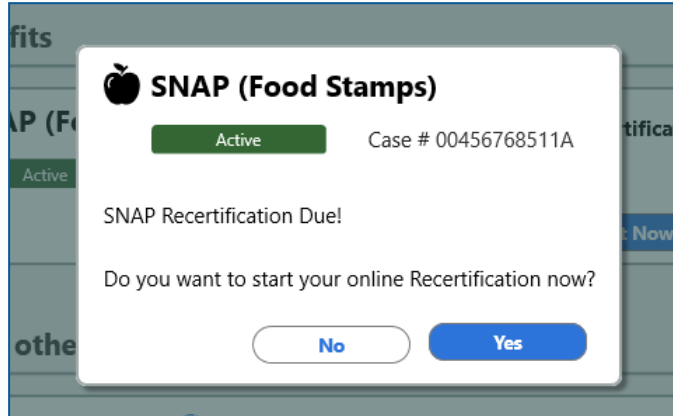 fits
SNAP (Food Stamps)
Active Case # 00456768511A
Active
SNAP Recertification Due!
Now
Do you want to start your online Recertification now?
othe
No Yes